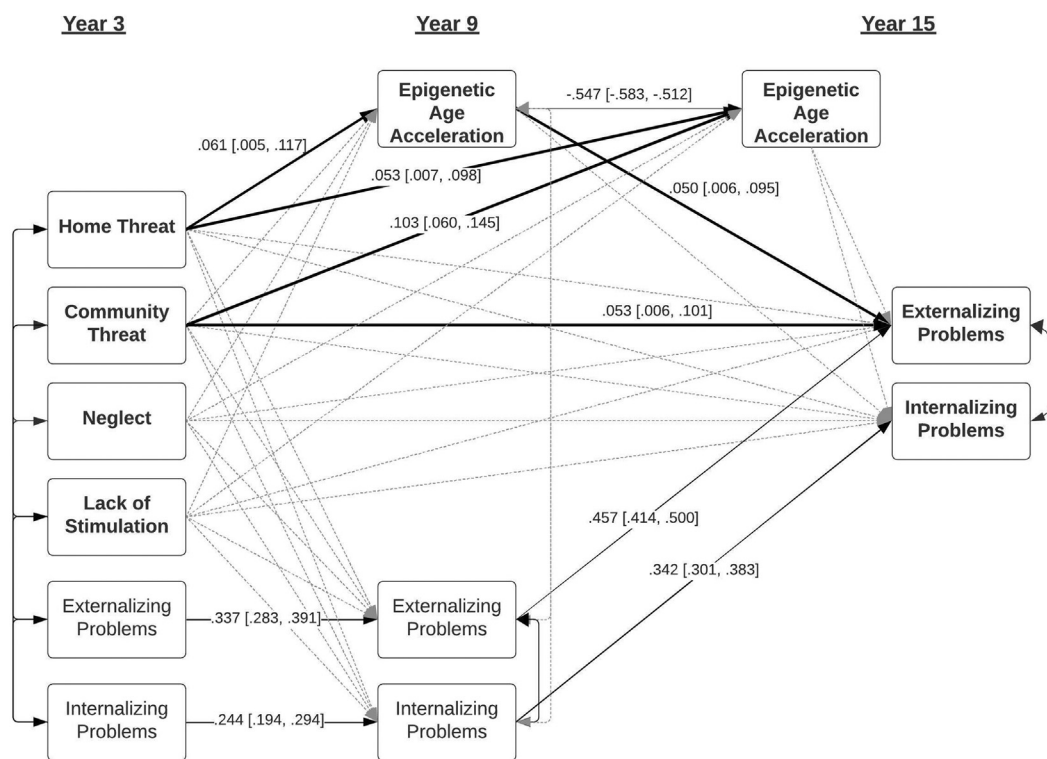 Year 3
Year 9
Year 15
Epigenetic
Age
Acceleration
-.547 [-.583, -.512]
Epigenetic
Age
Acceleration
.061 [.005, .117]
.053 [.007, .098]
.050 [.006, .095]
Home Threat
.103 [.060, .145]
Community
Threat
.053 [.006, .101]
Externalizing
Problems
Neglect
Internalizing
Problems
Lack of
Stimulation
.457 [.414, .500]
.342 [.301, .383]
Externalizing
Problems
.337 [.283, .391]
Externalizing
Problems
Internalizing
Problems
.244 [.194, .294]
Internalizing
Problems